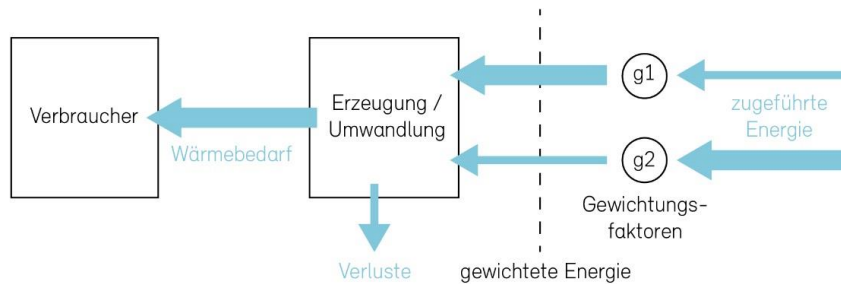 Verbraucher
Wärmebedarf
Erzeugung /
Umwandlung
Verluste
gewichtete Energie
g1
g2
Gewichtungs-
faktoren
zugeführte
Energie